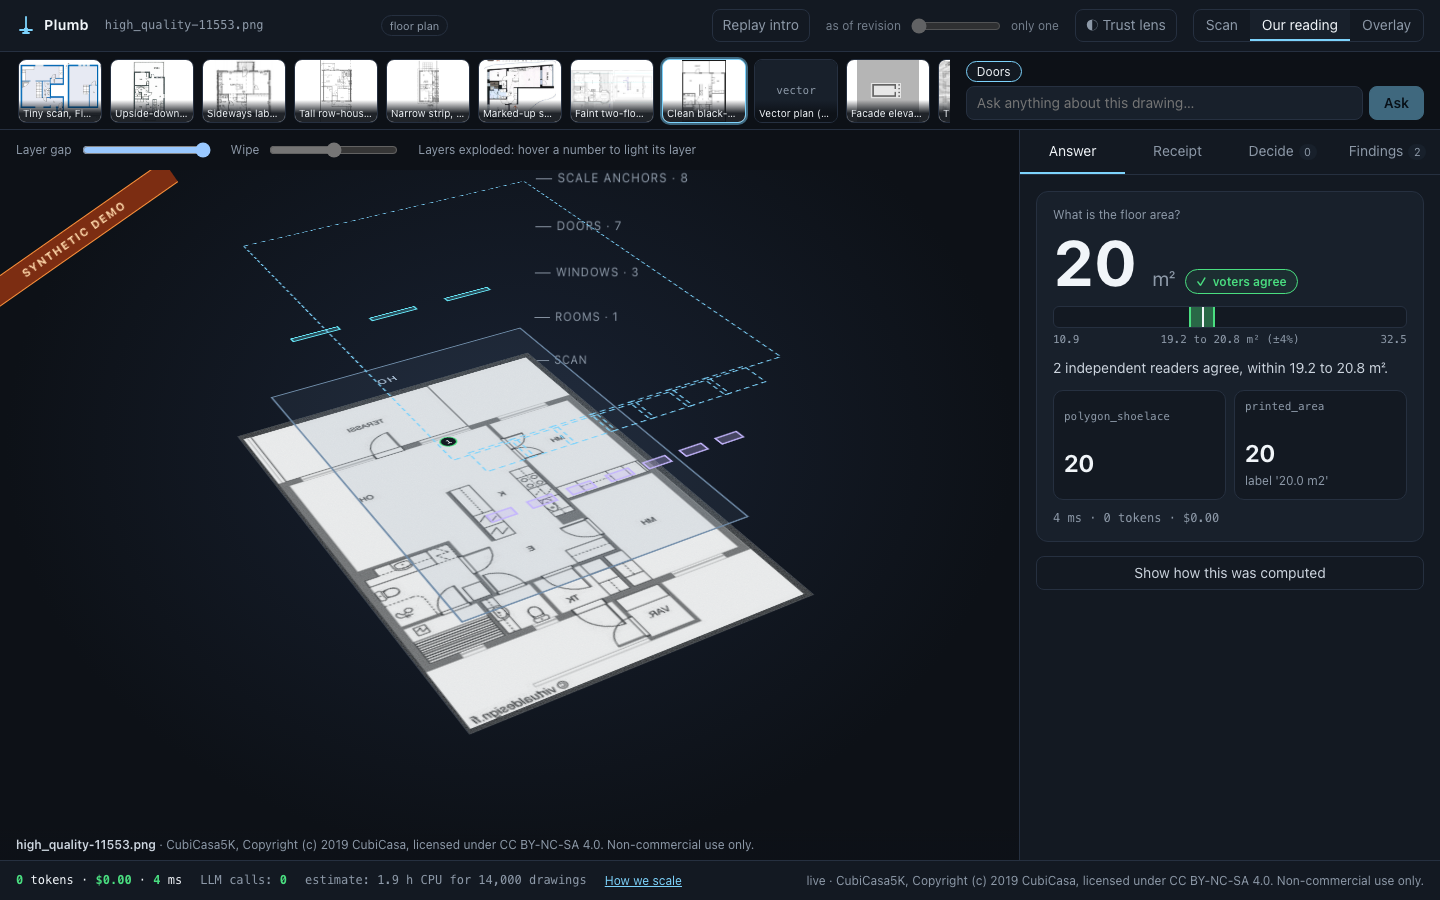 Plumb high_quality-11553.png floor plan Replay intro as of revision only one Trust lens Scan Our reading Overlay
Tiny scan, Fl... Upside-down... Sideways lab... Tall row-hous... Narrow strip, ... Marked-up s... Faint two-flo... Clean black-... vector Vector plan (... Facade eleva... T
Doors
Ask anything about this drawing... Ask
Layer gap Wipe Layers exploded: hover a number to light its layer
SYNTHETIC DEMO
SCALE ANCHORS · 8
DOORS · 7
WINDOWS · 3
ROOMS · 1
SCAN
OH
TERASSI
HM
OH
K
HM
E
TK
VAR.
virtualdesign.fi
high_quality-11553.png · CubiCasa5K, Copyright (c) 2019 CubiCasa, licensed under CC BY-NC-SA 4.0. Non-commercial use only.
Answer Receipt Decide 0 Findings 2
What is the floor area?
20 m² ✓ voters agree
10.9 19.2 to 20.8 m² (±4%) 32.5
2 independent readers agree, within 19.2 to 20.8 m².
polygon_shoelace
20
printed_area
20
label '20.0 m2'
4 ms · 0 tokens · $0.00
Show how this was computed
0 tokens · $0.00 · 4 ms LLM calls: 0 estimate: 1.9 h CPU for 14,000 drawings How we scale
live · CubiCasa5K, Copyright (c) 2019 CubiCasa, licensed under CC BY-NC-SA 4.0. Non-commercial use only.